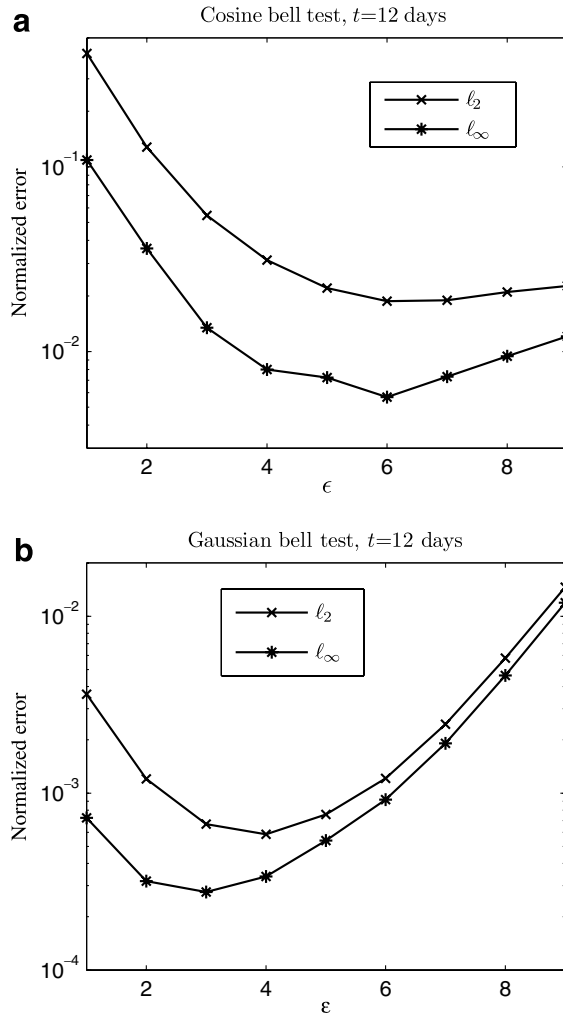 a
Cosine bell test, t=12 days
ℓ₂
ℓ∞
10⁻¹
10⁻²
Normalized error
2 4 6 8
ϵ
b
Gaussian bell test, t=12 days
ℓ₂
ℓ∞
10⁻²
10⁻³
10⁻⁴
Normalized error
2 4 6 8
ε